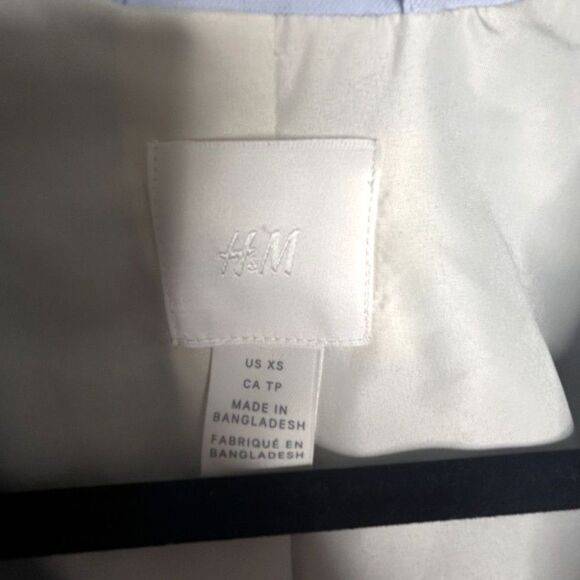 H&M
US XS
CA TP
MADE IN
BANGLADESH
FABRIQUÉ EN
BANGLADESH